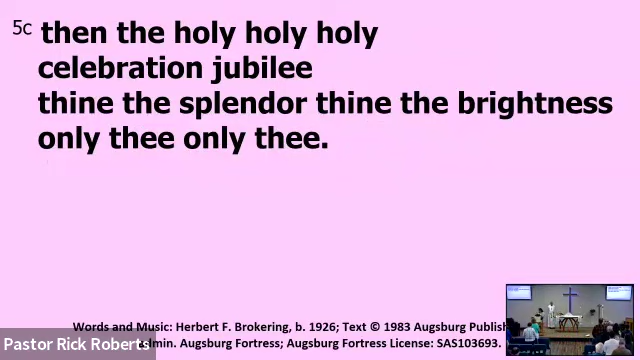 5c then the holy holy holy
celebration jubilee
thine the splendor thine the brightness
only thee only thee.
Words and Music: Herbert F. Brokering, b. 1926; Text © 1983 Augsburg
Augsburg Fortress; Augsburg Fortress License: SAS103693.
Pastor Rick Roberts